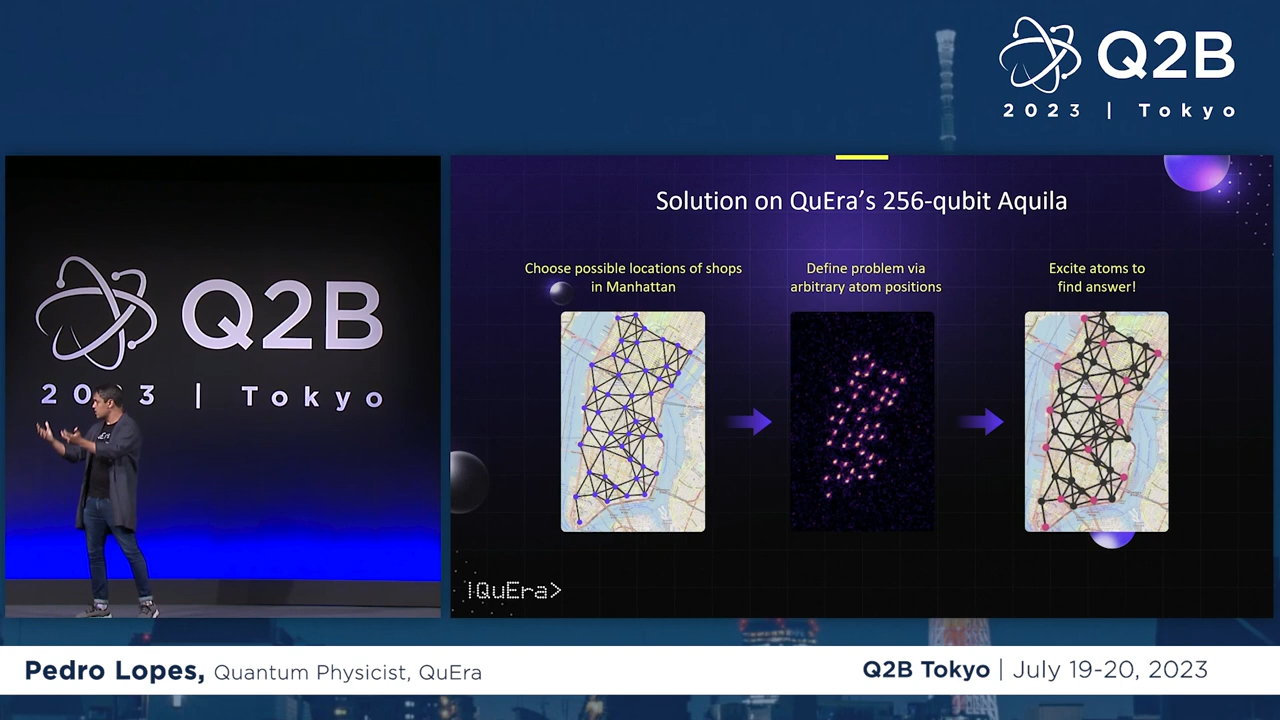 Q2B
2023 | Tokyo
Q2B
2023 | Tokyo
Solution on QuEra's 256-qubit Aquila
Choose possible locations of shops
in Manhattan
Define problem via
arbitrary atom positions
Excite atoms to
find answer!
|QuEra>
Pedro Lopes, Quantum Physicist, QuEra
Q2B Tokyo | July 19-20, 2023